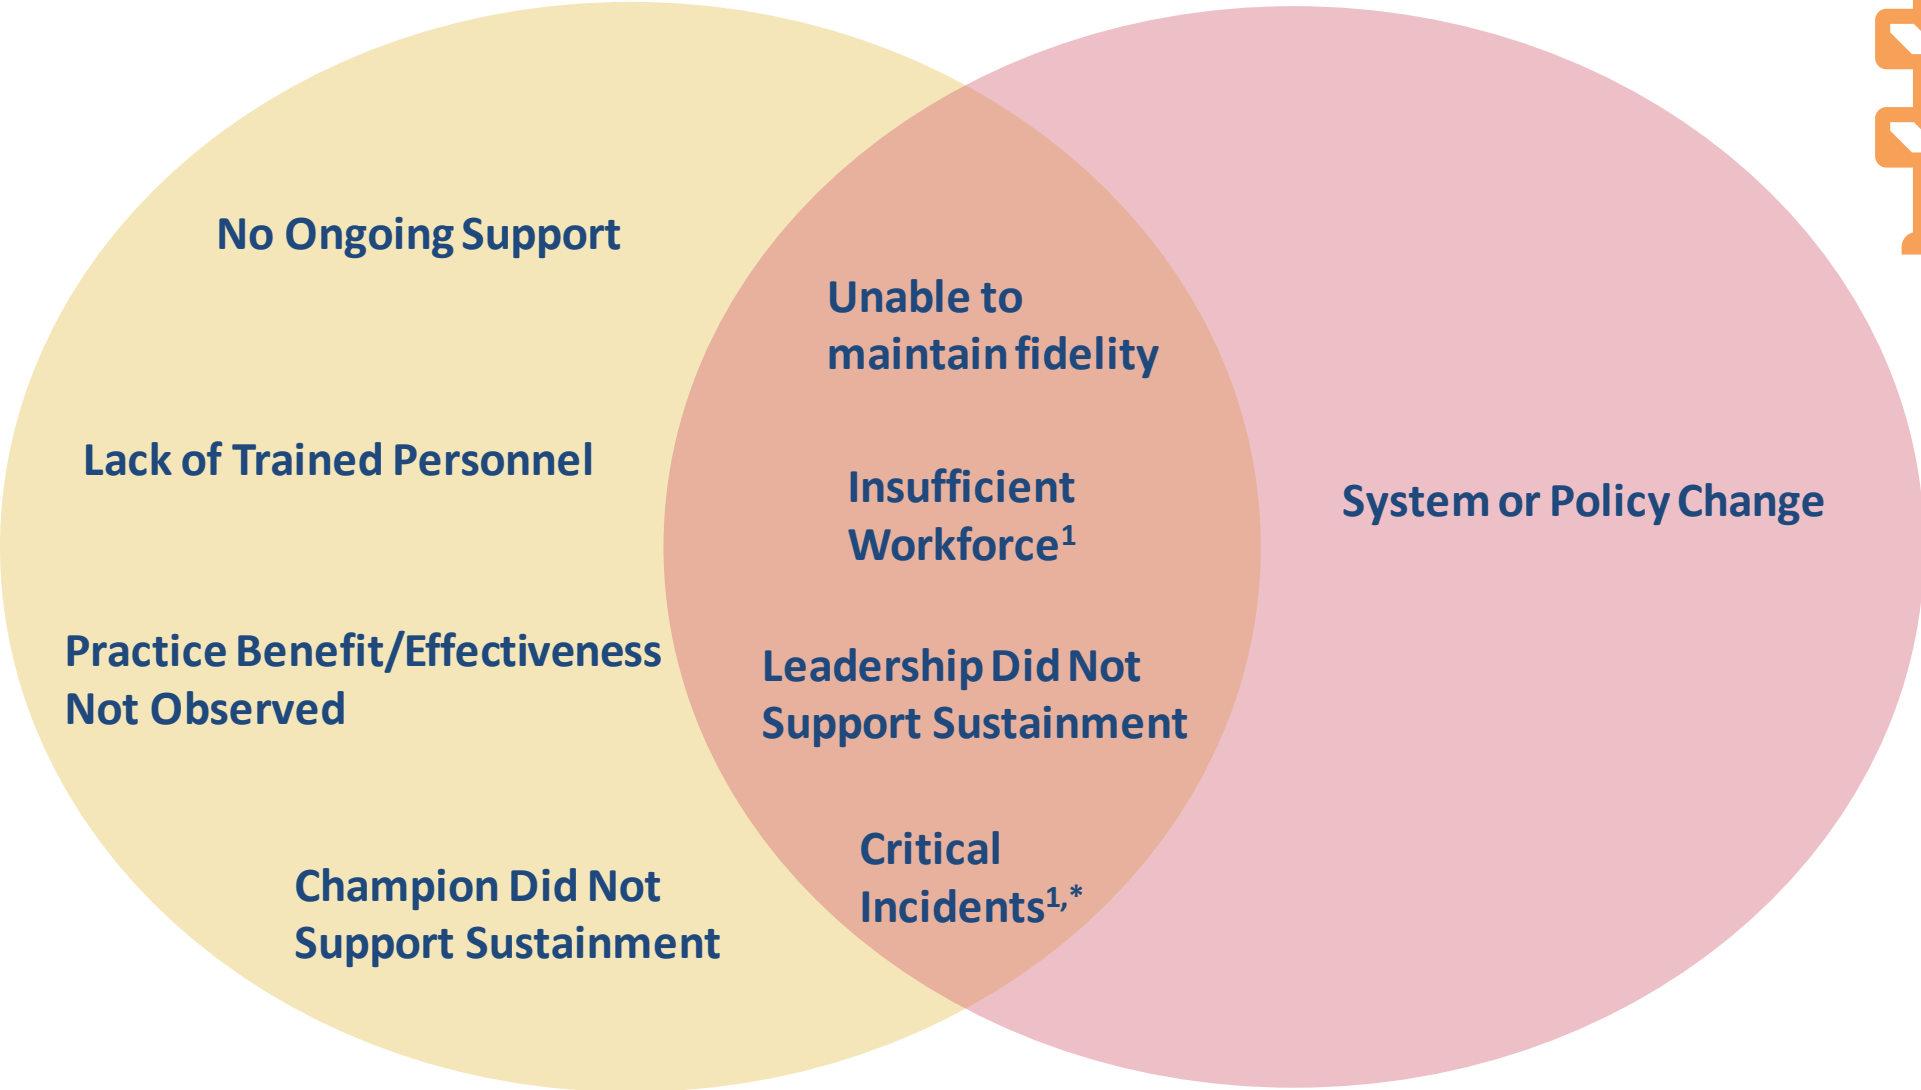 No Ongoing Support
Lack of Trained Personnel
Practice Benefit/Effectiveness
Not Observed
Champion Did Not
Support Sustainment
Unable to
maintain fidelity
Insufficient
Workforce¹
Leadership Did Not
Support Sustainment
Critical
Incidents¹,*
System or Policy Change